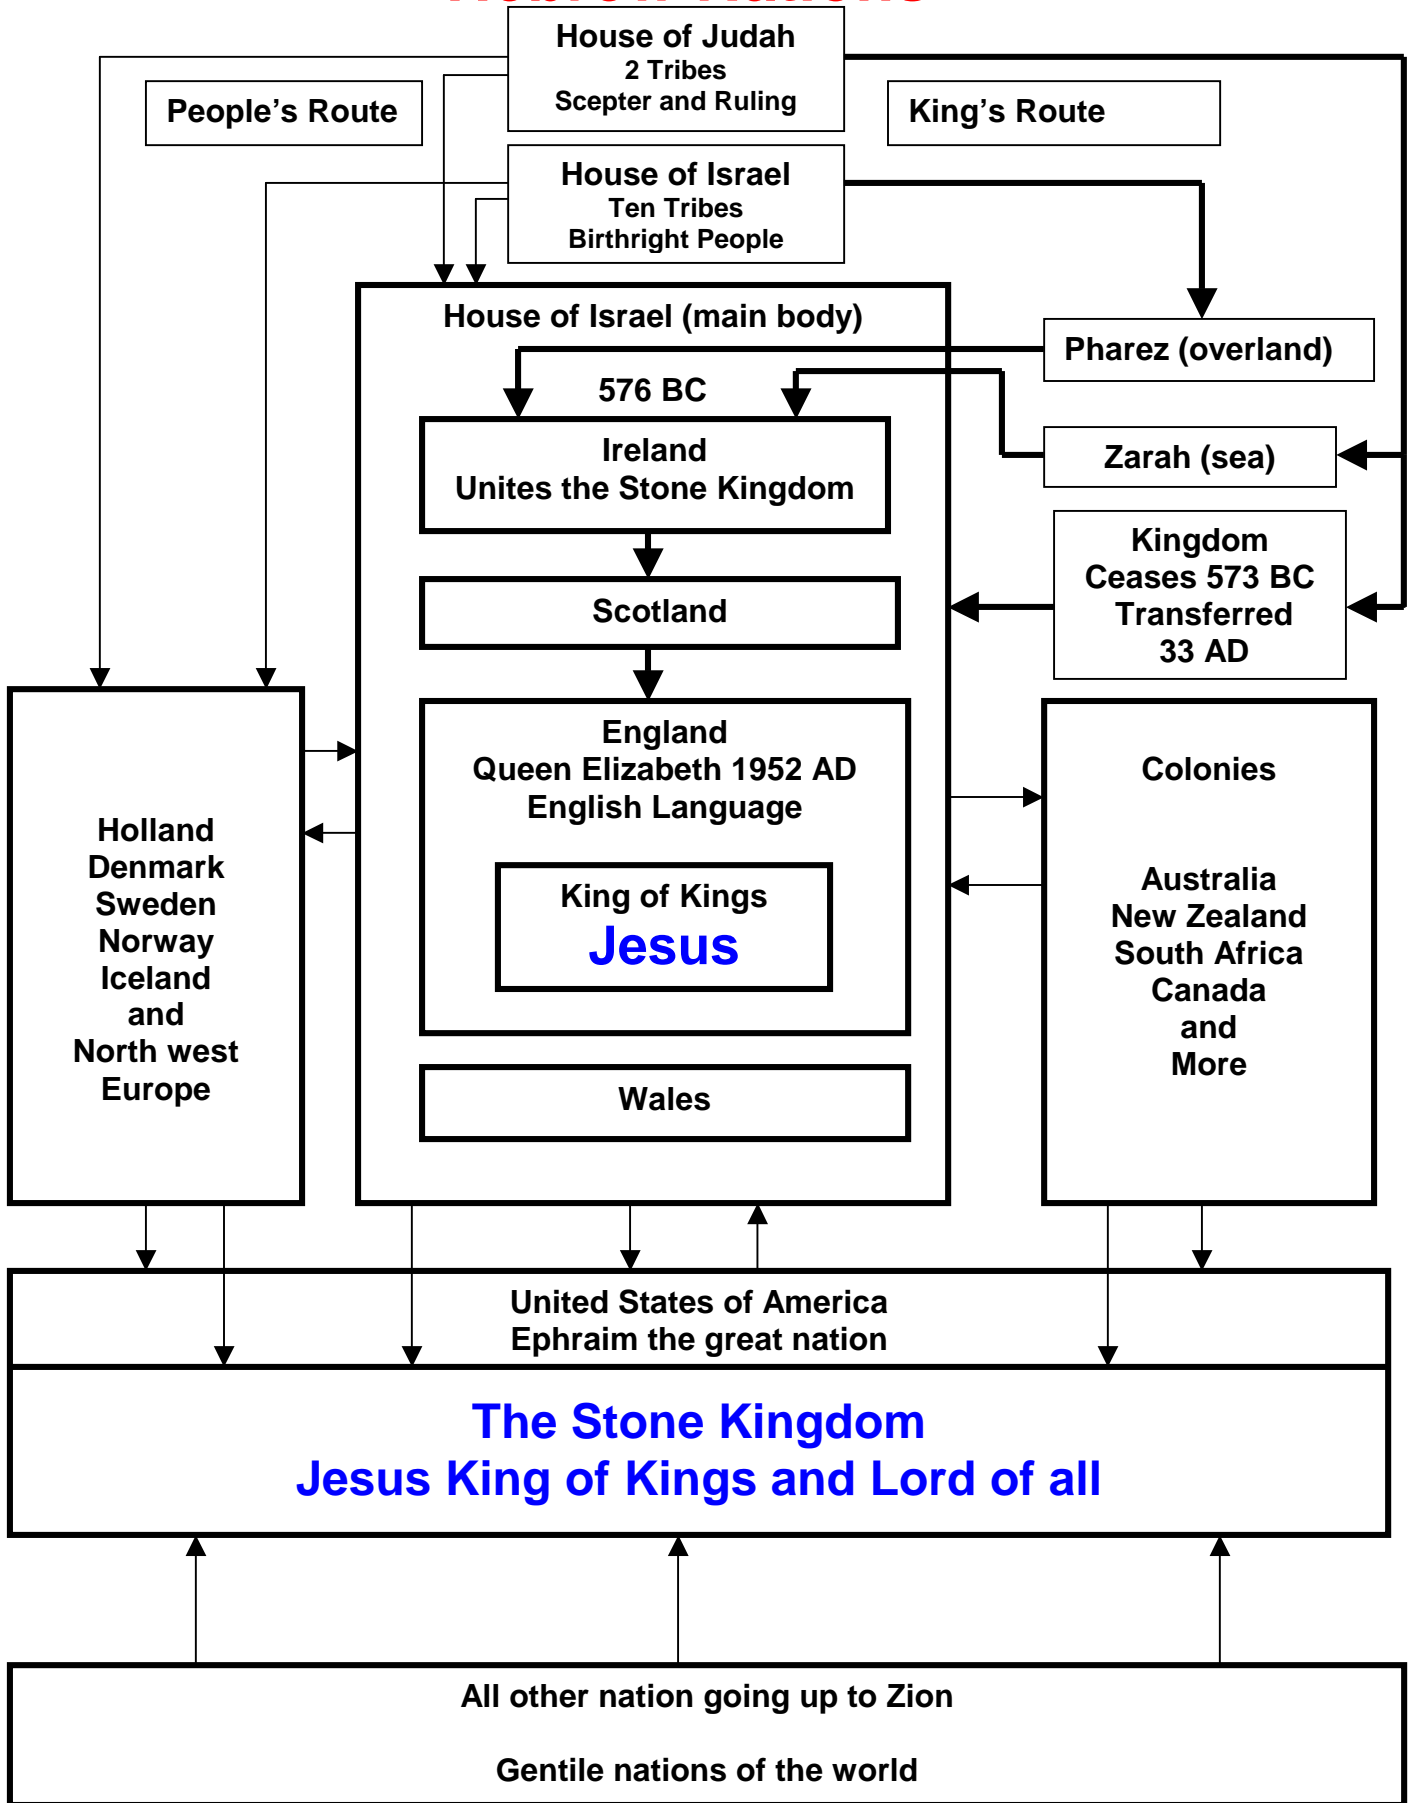 House of Judah
2 Tribes
Scepter and Ruling
People's Route
King's Route
House of Israel
Ten Tribes
Birthright People
House of Israel (main body)
Pharez (overland)
576 BC
Ireland
Unites the Stone Kingdom
Zarah (sea)
Kingdom
Ceases 573 BC
Transferred
33 AD
Scotland
England
Queen Elizabeth 1952 AD
English Language
King of Kings
Jesus
Wales
Holland
Denmark
Sweden
Norway
Iceland
and
North west
Europe
Colonies
Australia
New Zealand
South Africa
Canada
and
More
United States of America
Ephraim the great nation
The Stone Kingdom
Jesus King of Kings and Lord of all
All other nation going up to Zion
Gentile nations of the world